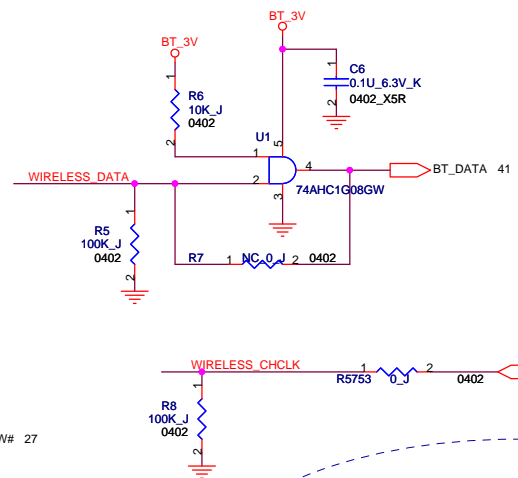 BT_3V
BT_3V
1
R6
10K_J
0402
2
1
C6
0.1U_6.3V_K
0402_X5R
2
U1
5
1
4
2
3
74AHC1G08GW
WIRELESS_DATA
BT_DATA 41
1
R5
100K_J
0402
2
R7 1 NC_0_J 2 0402
WIRELESS_CHCLK
1 2
R5753 0_J 0402
1
R8
100K_J
0402
2
W# 27